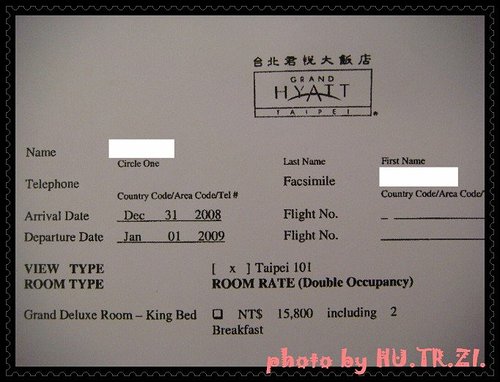 台北君悅大飯店
GRAND
HYATT
TAIPEI
Name
Circle One Last Name First Name
Telephone Facsimile
Country Code/Area Code/Tel # Country Code/Area Code/
Arrival Date Dec 31 2008 Flight No.
Departure Date Jan 01 2009 Flight No.
VIEW TYPE [ x ] Taipei 101
ROOM TYPE ROOM RATE (Double Occupancy)
Grand Deluxe Room – King Bed ❏ NT$ 15,800 including 2
Breakfast
photo by HU.TR.ZI.